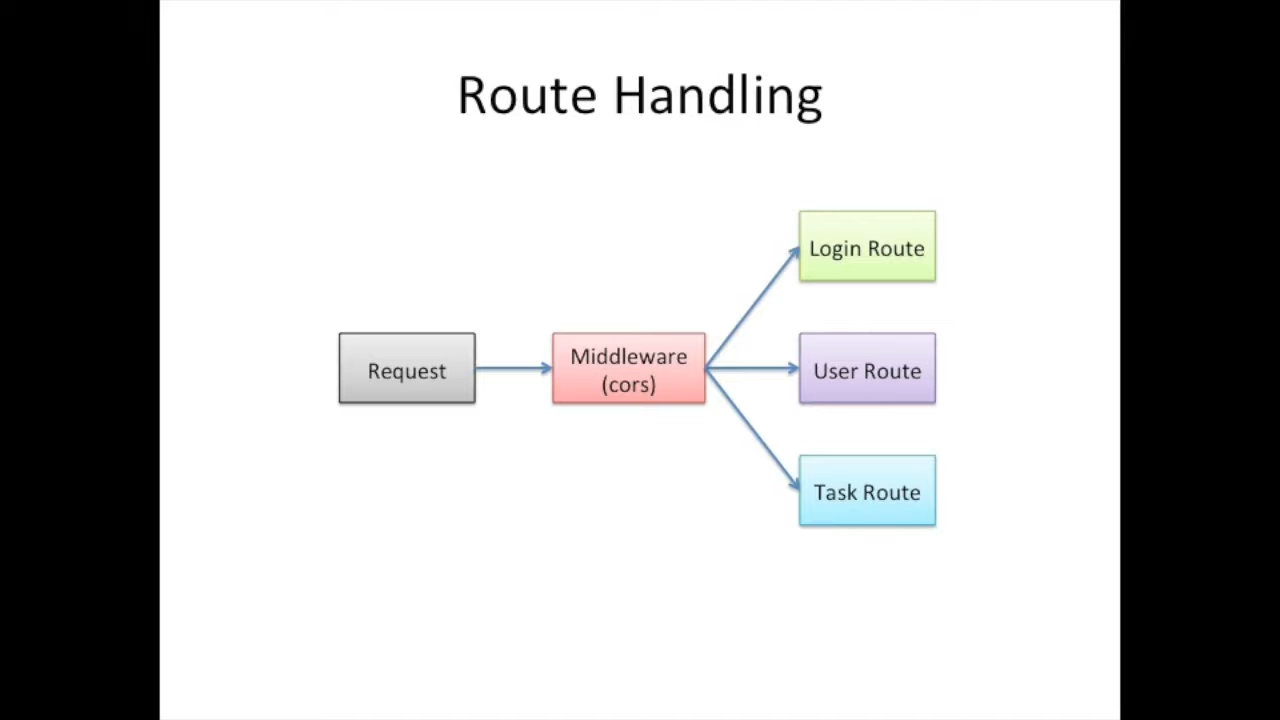 Route Handling
Login Route
Request
Middleware
(cors)
User Route
Task Route